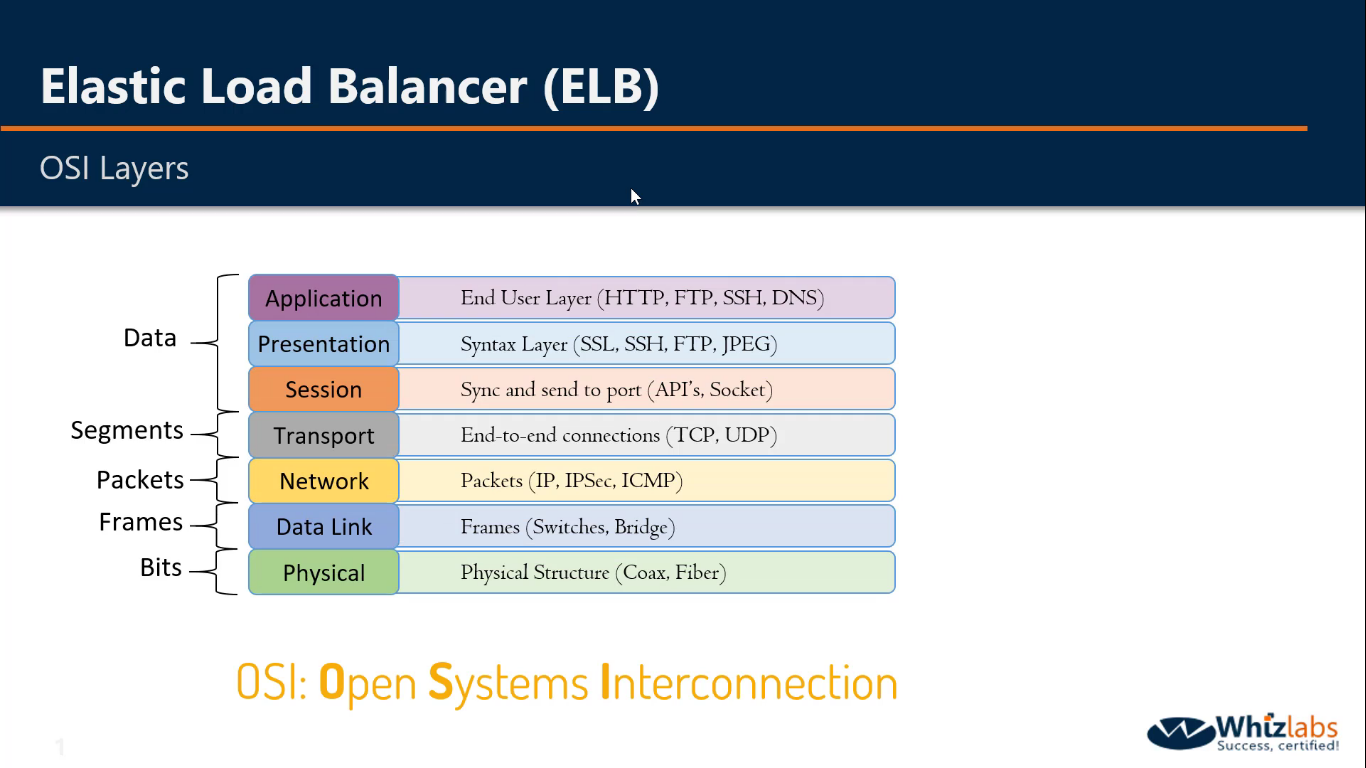 Elastic Load Balancer (ELB)
OSI Layers
Data
Application End User Layer (HTTP, FTP, SSH, DNS)
Presentation Syntax Layer (SSL, SSH, FTP, JPEG)
Session Sync and send to port (API's, Socket)
Segments Transport End-to-end connections (TCP, UDP)
Packets Network Packets (IP, IPSec, ICMP)
Frames Data Link Frames (Switches, Bridge)
Bits Physical Physical Structure (Coax, Fiber)
OSI: Open Systems Interconnection
1
Whizlabs
Success, certified!